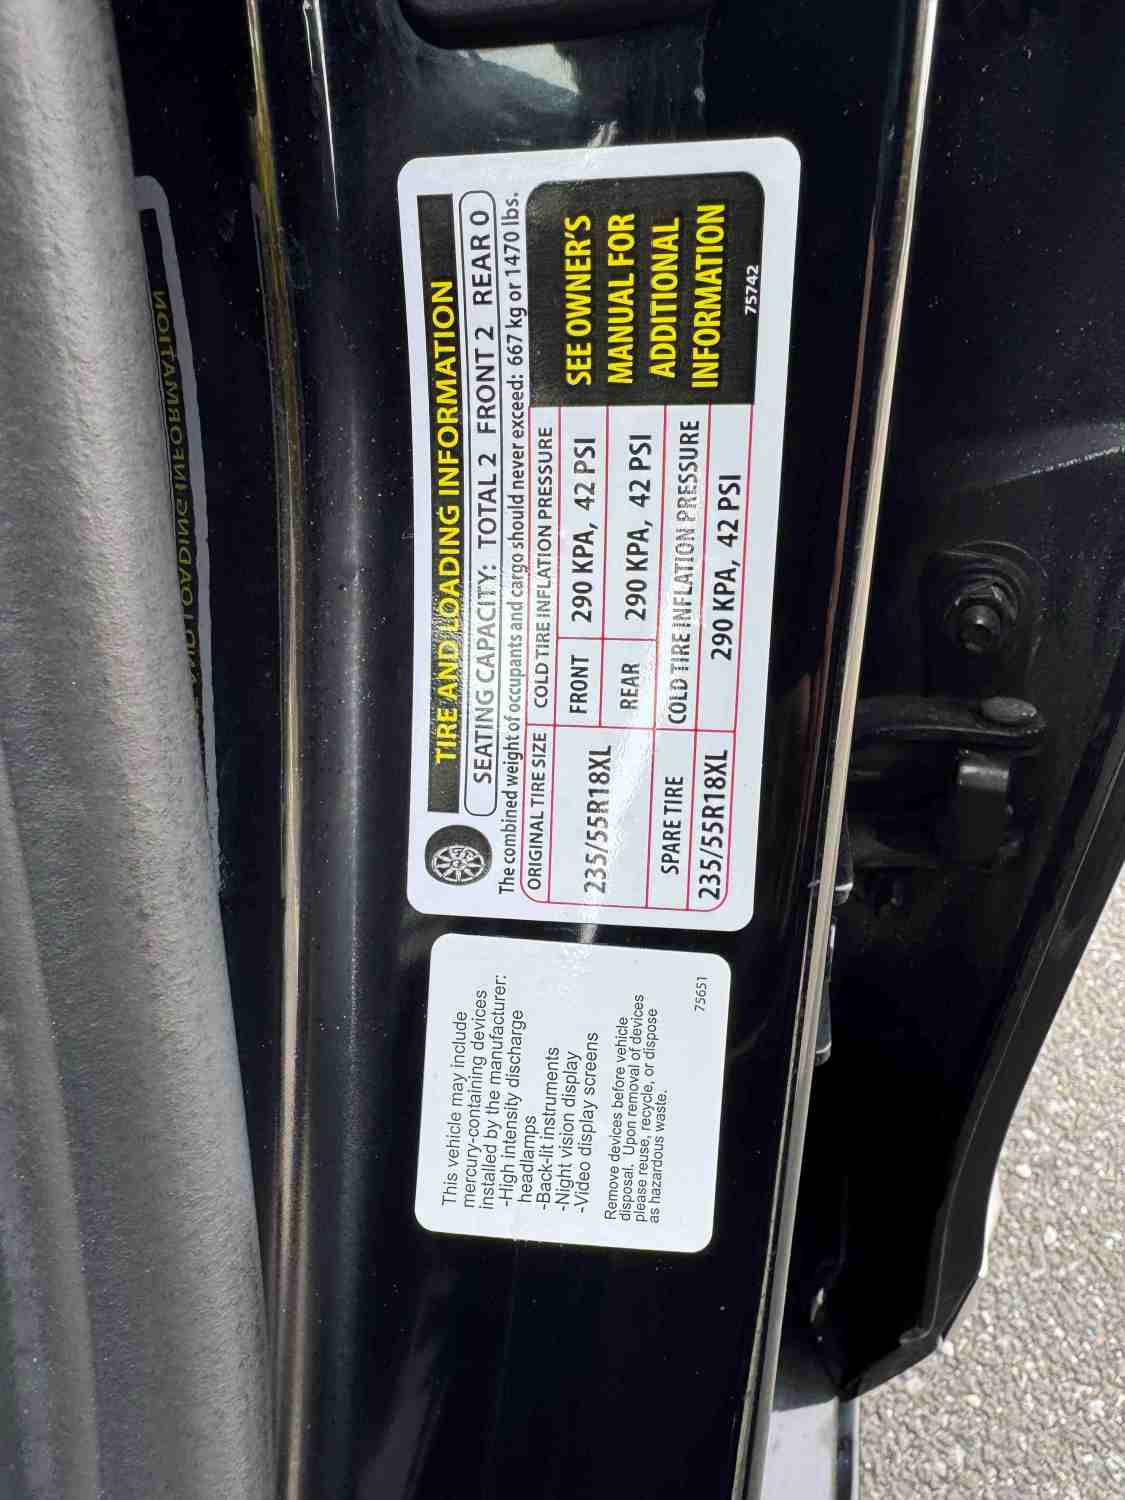 TIRE AND LOADING INFORMATION
SEATING CAPACITY: TOTAL 2 FRONT 2 REAR 0
The combined weight of occupants and cargo should never exceed: 667 kg or 1470 lbs.
ORIGINAL TIRE SIZE COLD TIRE INFLATION PRESSURE
235/55R18XL
FRONT 290 KPA, 42 PSI
REAR 290 KPA, 42 PSI
SPARE TIRE COLD TIRE INFLATION PRESSURE
235/55R18XL 290 KPA, 42 PSI
SEE OWNER'S
MANUAL FOR
ADDITIONAL
INFORMATION
75742
This vehicle may include
mercury-containing devices
installed by the manufacturer:
-High intensity discharge
headlamps
-Back-lit instruments
-Night vision display
-Video display screens
Remove devices before vehicle
disposal. Upon removal of devices
please reuse, recycle, or dispose
as hazardous waste.
75651